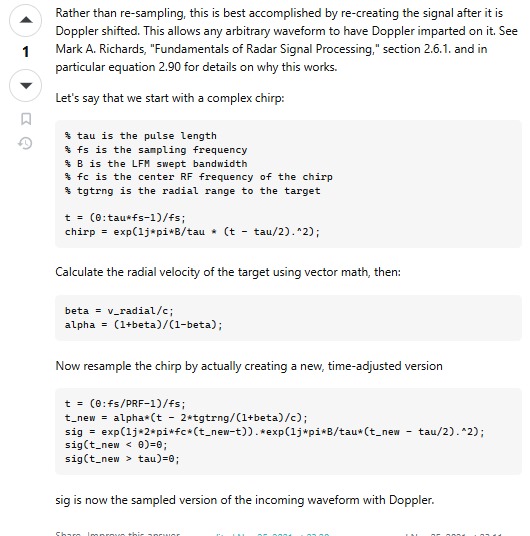 Rather than re-sampling, this is best accomplished by re-creating the signal after it is
Doppler shifted. This allows any arbitrary waveform to have Doppler imparted on it. See
Mark A. Richards, "Fundamentals of Radar Signal Processing," section 2.6.1. and in
particular equation 2.90 for details on why this works.
1
Let's say that we start with a complex chirp:
% tau is the pulse length
% fs is the sampling frequency
% B is the LFM swept bandwidth
% fc is the center RF frequency of the chirp
% tgtrng is the radial range to the target
t = (0:tau*fs-1)/fs;
chirp = exp(1j*pi*B/tau * (t - tau/2).^2);
Calculate the radial velocity of the target using vector math, then:
beta = v_radial/c;
alpha = (1+beta)/(1-beta);
Now resample the chirp by actually creating a new, time-adjusted version
t = (0:fs/PRF-1)/fs;
t_new = alpha*(t - 2*tgtrng/(1+beta)/c);
sig = exp(1j*2*pi*fc*(t_new-t)).*exp(1j*pi*B/tau*(t_new - tau/2).^2);
sig(t_new < 0)=0;
sig(t_new > tau)=0;
sig is now the sampled version of the incoming waveform with Doppler.
Share Improve this answer